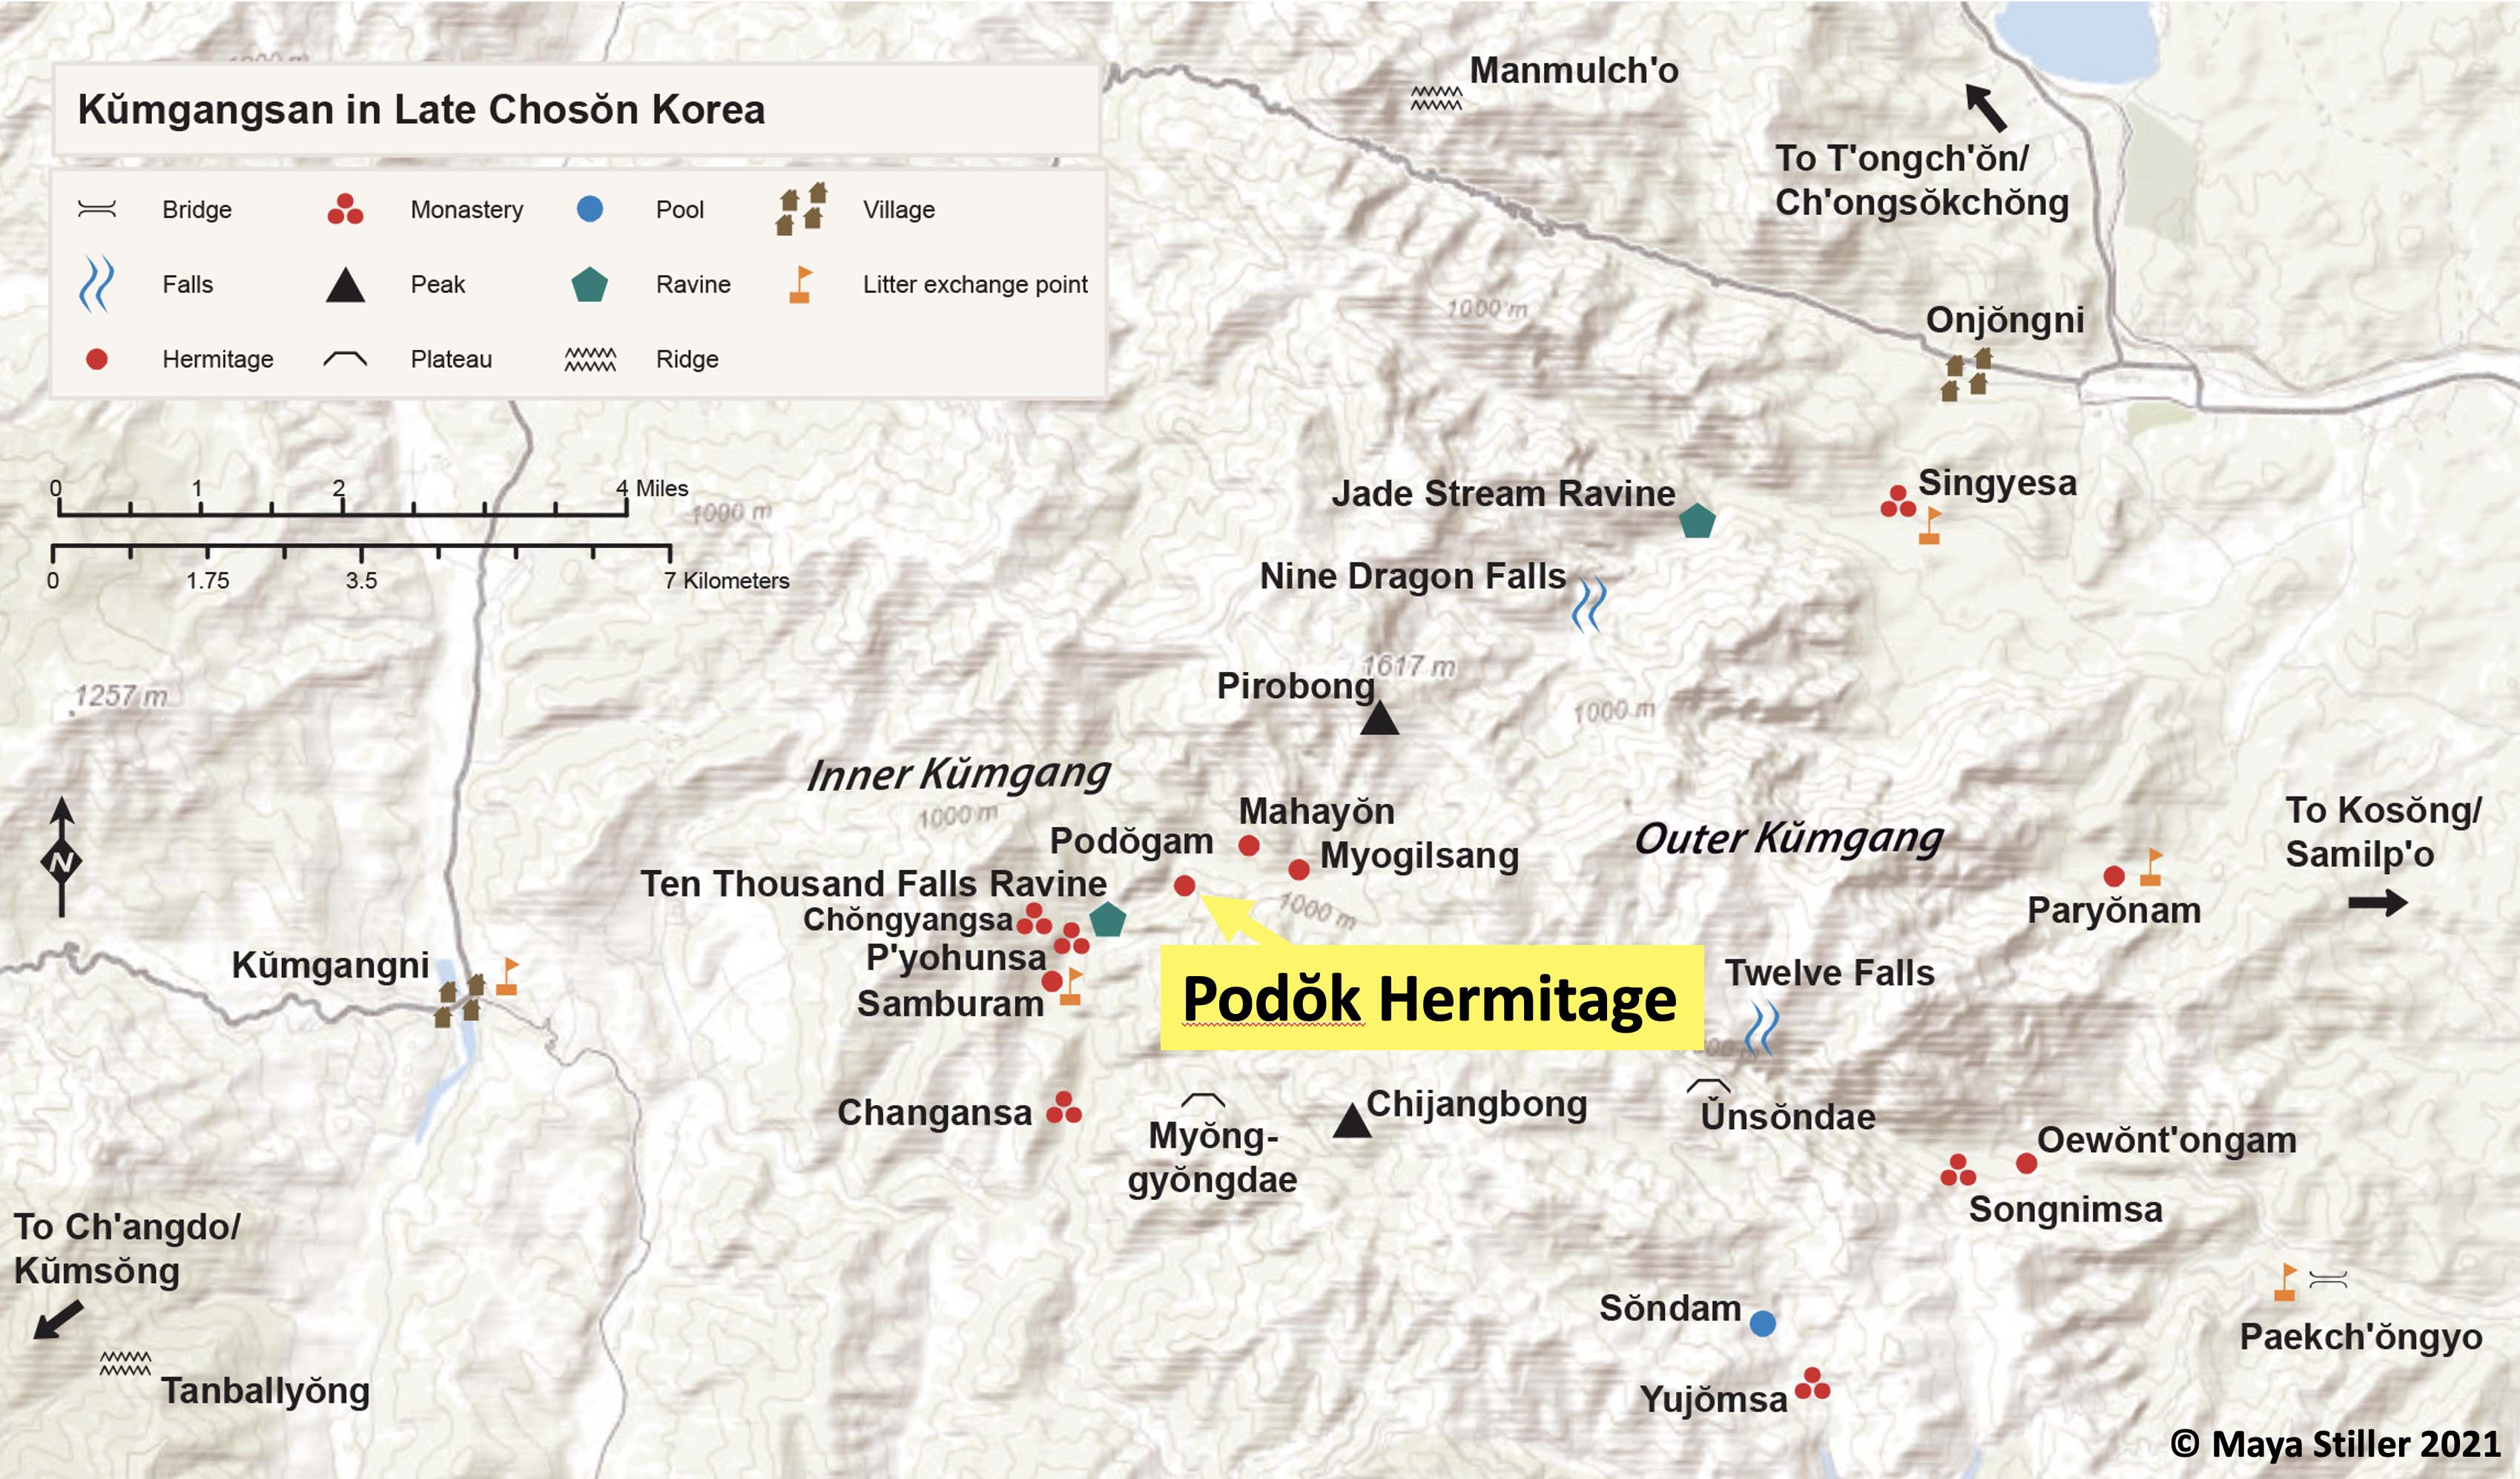 1000 m
Kŭmgangsan in Late Chosŏn Korea
Bridge
Monastery
Pool
Village
Falls
Peak
Ravine
Litter exchange point
Hermitage
Plateau
Ridge
0 1 2 4 Miles
0 1.75 3.5 7 Kilometers
Manmulch'o
To T'ongch'ŏn/
Ch'ongsŏkchŏng
1000 m
Onjŏngni
1000 m
Jade Stream Ravine
Singyesa
Nine Dragon Falls
1617 m
Pirobong
1257 m
1000 m
Inner Kŭmgang
1000 m
Mahayŏn
Podŏgam
Myogilsang
Outer Kŭmgang
To Kosŏng/
Samilp'o
Ten Thousand Falls Ravine
1000 m
Chŏngyangsa
Paryŏnam
N
P'yohunsa
Kŭmgangni
Samburam
Podŏk Hermitage
Twelve Falls
Changansa
Myŏng-
gyŏngdae
Chijangbong
Ŭnsŏndae
Oewŏnt'ongam
Songnimsa
To Ch'angdo/
Kŭmsŏng
Sŏndam
Paekch'ŏngyo
Tanballyŏng
Yujŏmsa
© Maya Stiller 2021